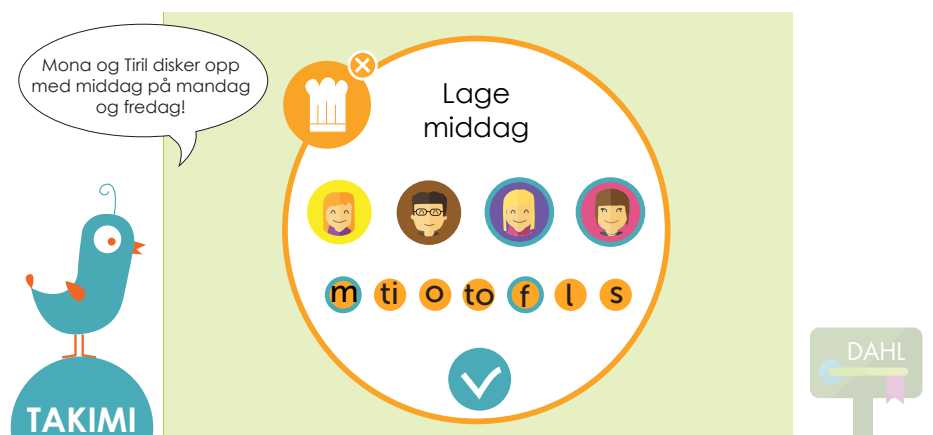 Mona og Tiril disker opp
med middag på mandag
og fredag!
Lage
middag
m ti o to f l s
DAHL
TAKIMI